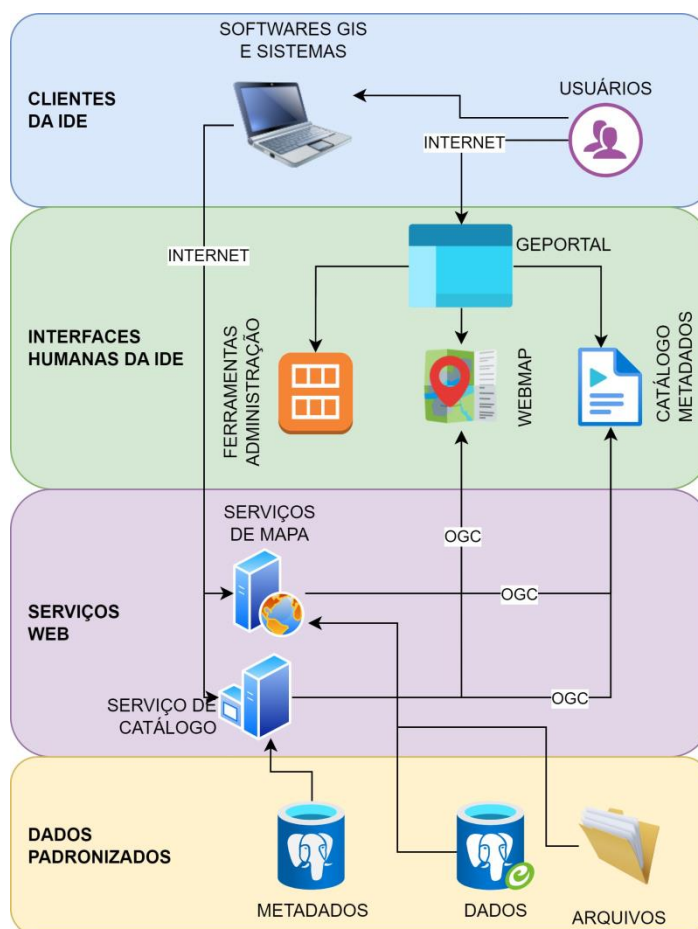 SOFTWARES GIS
E SISTEMAS
CLIENTES
DA IDE
USUÁRIOS
INTERNET
INTERNET
GEPORTAL
INTERFACES
HUMANAS DA IDE
FERRAMENTAS
ADMINISTRAÇÃO
WEBMAP
CATÁLOGO
METADADOS
SERVIÇOS
DE MAPA
OGC
OGC
SERVIÇOS
WEB
SERVIÇO DE
CATÁLOGO
OGC
DADOS
PADRONIZADOS
METADADOS
DADOS
ARQUIVOS